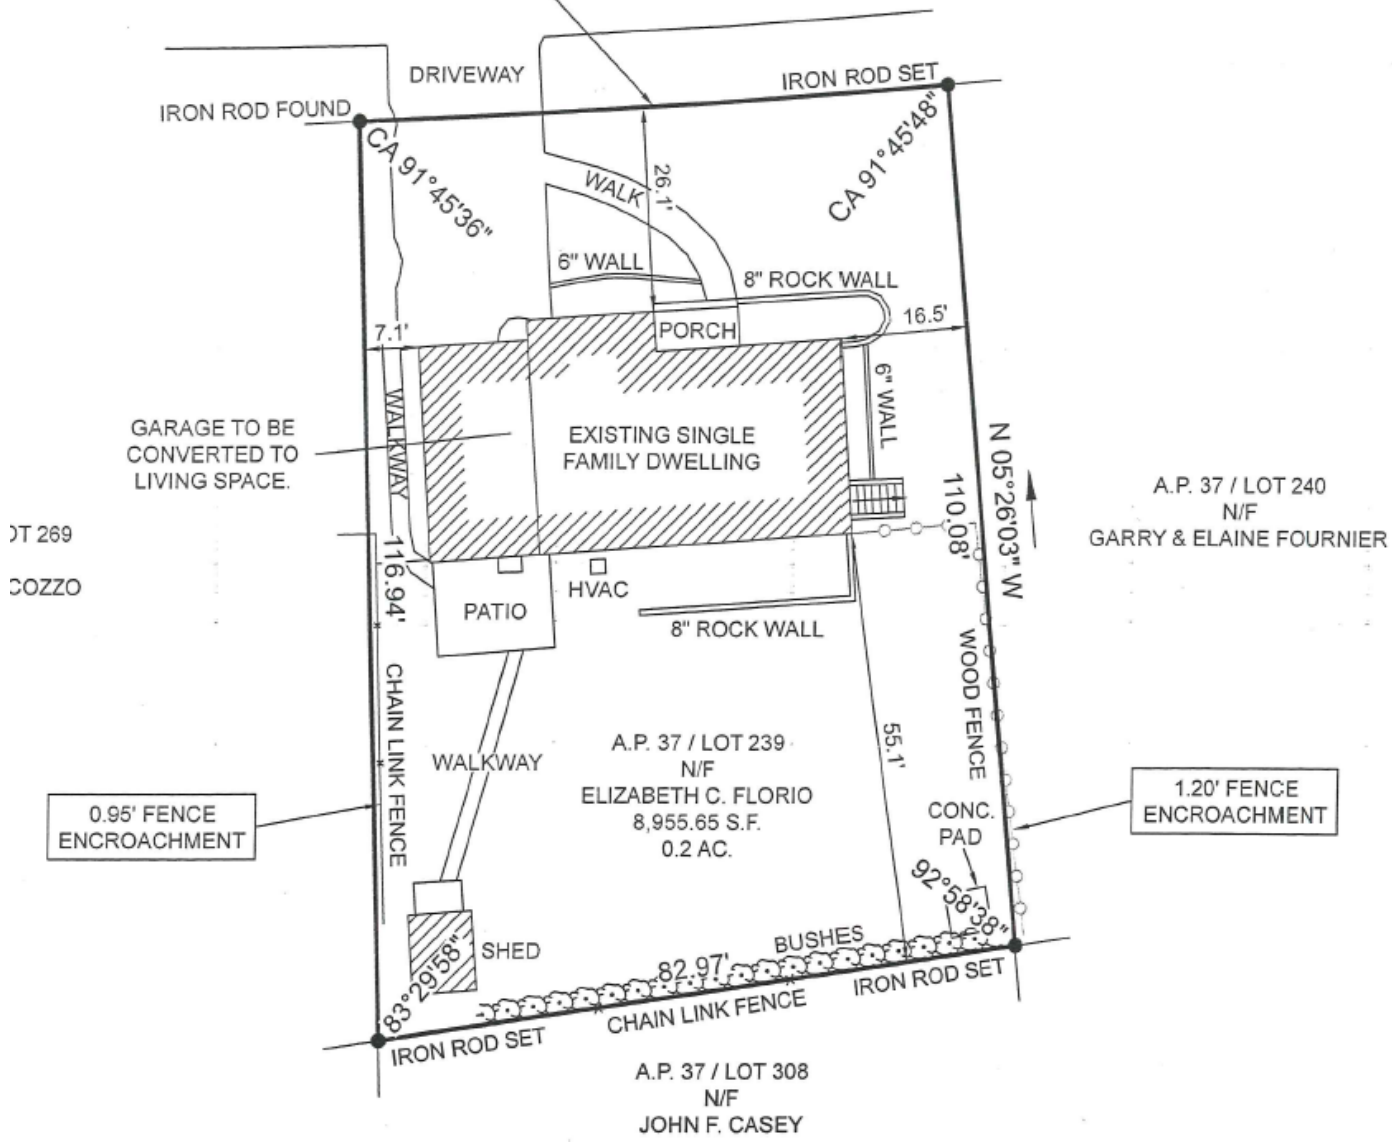 DRIVEWAY
IRON ROD SET
IRON ROD FOUND
CA 91°45'36"
CA 91°45'48"
WALK
26.1'
6" WALL
8" ROCK WALL
7.1'
PORCH
16.5'
WALKWAY
6" WALL
GARAGE TO BE
CONVERTED TO
LIVING SPACE.
EXISTING SINGLE
FAMILY DWELLING
110.08'
N 05°26'03" W
A.P. 37 / LOT 240
N/F
GARRY & ELAINE FOURNIER
OT 269
COZZO
116.94'
PATIO
HVAC
8" ROCK WALL
CHAIN LINK FENCE
WOOD FENCE
WALKWAY
A.P. 37 / LOT 239
N/F
ELIZABETH C. FLORIO
8,955.65 S.F.
0.2 AC.
55.1'
0.95' FENCE
ENCROACHMENT
1.20' FENCE
ENCROACHMENT
CONC.
PAD
92°58'38"
83°29'58"
SHED
BUSHES
82.97'
IRON ROD SET
CHAIN LINK FENCE
IRON ROD SET
A.P. 37 / LOT 308
N/F
JOHN F. CASEY